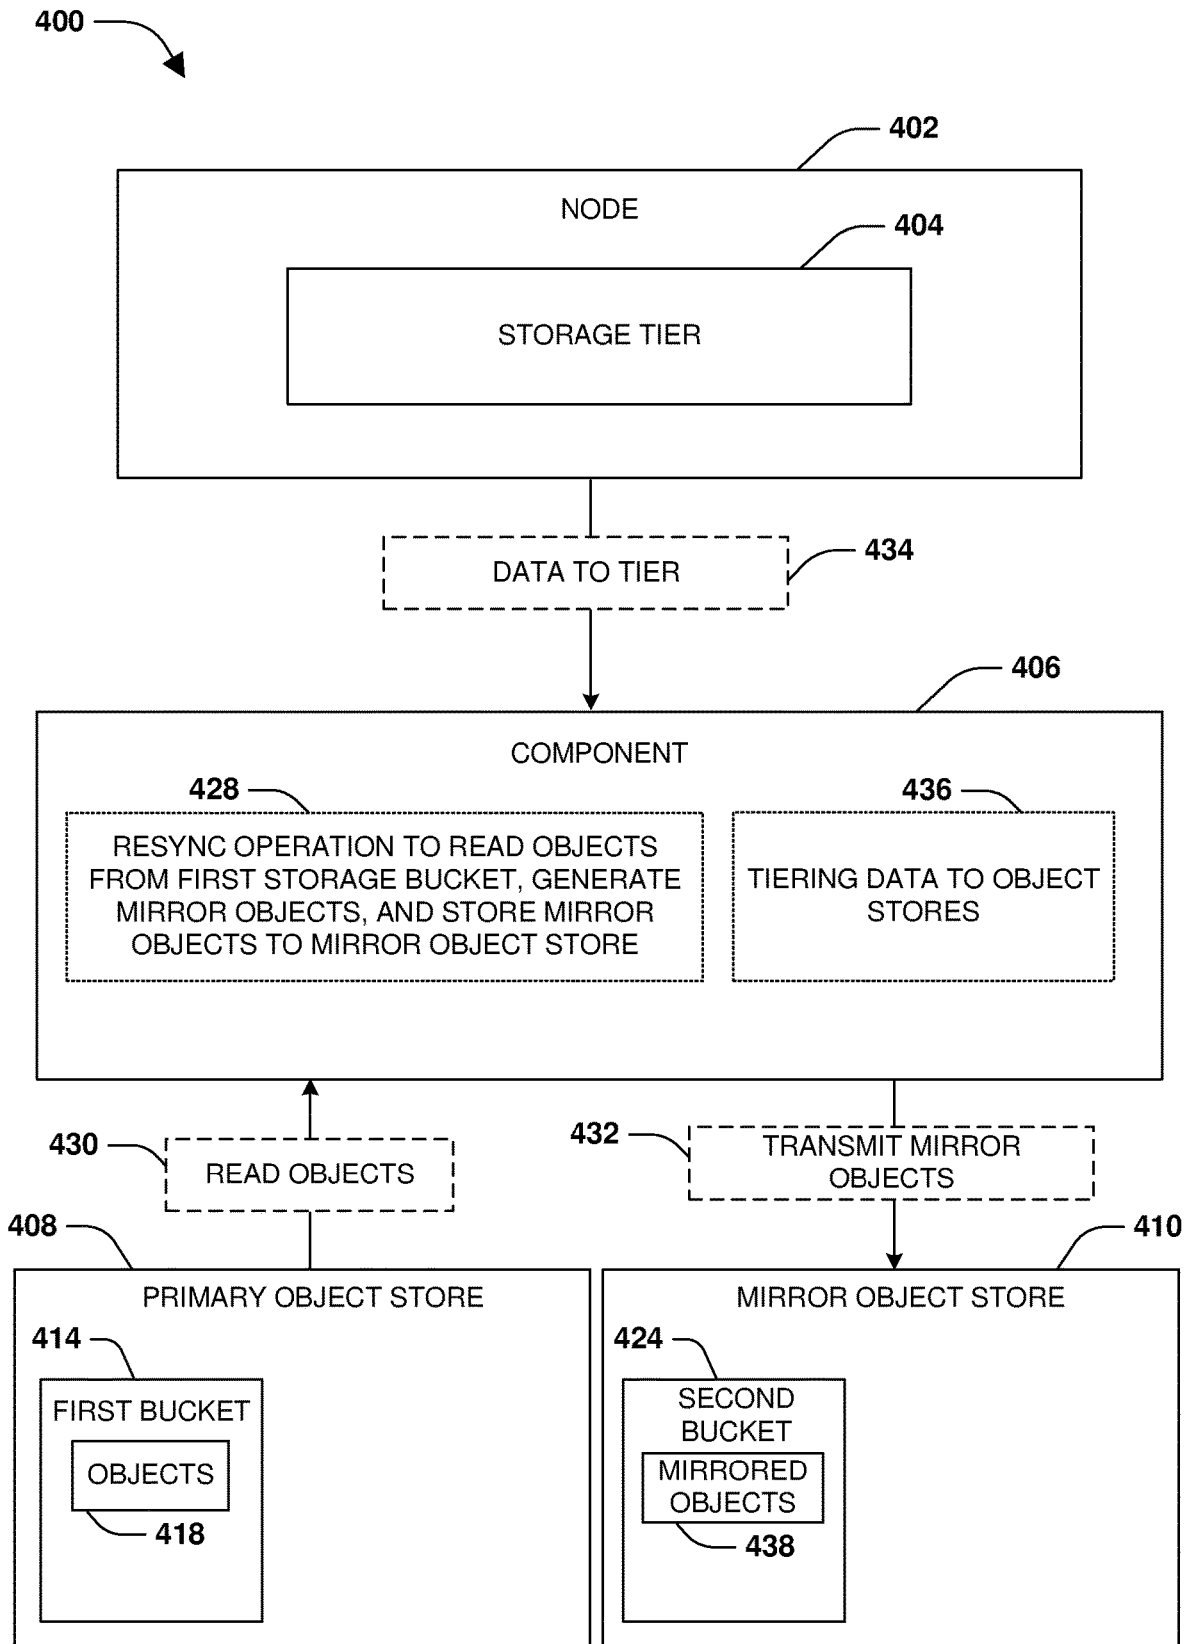 400
402
NODE
404
STORAGE TIER
DATA TO TIER
434
406
COMPONENT
428
RESYNC OPERATION TO READ OBJECTS
FROM FIRST STORAGE BUCKET, GENERATE
MIRROR OBJECTS, AND STORE MIRROR
OBJECTS TO MIRROR OBJECT STORE
436
TIERING DATA TO OBJECT
STORES
430
READ OBJECTS
432
TRANSMIT MIRROR
OBJECTS
408
PRIMARY OBJECT STORE
414
FIRST BUCKET
OBJECTS
418
410
MIRROR OBJECT STORE
424
SECOND
BUCKET
MIRRORED
OBJECTS
438